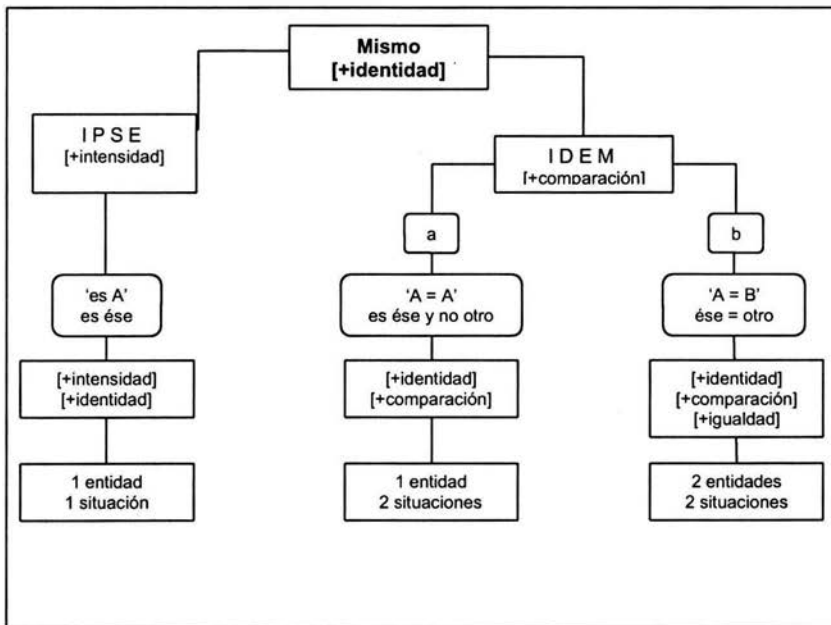 Mismo
[+identidad]
I P S E
[+intensidad]
I D E M
[+comparación]
a
b
'es A'
es ése
'A = A'
es ése y no otro
'A = B'
ése = otro
[+intensidad]
[+identidad]
[+identidad]
[+comparación]
[+identidad]
[+comparación]
[+igualdad]
1 entidad
1 situación
1 entidad
2 situaciones
2 entidades
2 situaciones